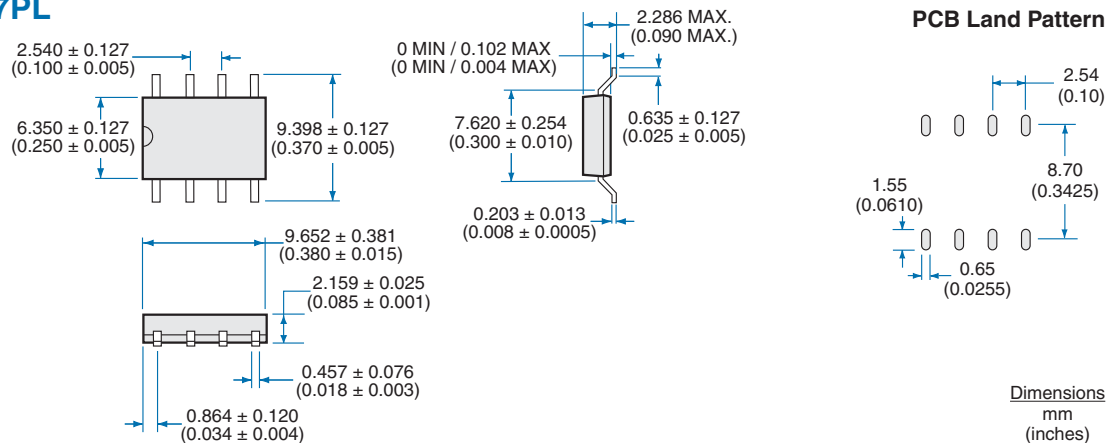 7PL
2.540 ± 0.127
(0.100 ± 0.005)
6.350 ± 0.127
(0.250 ± 0.005)
9.398 ± 0.127
(0.370 ± 0.005)
9.652 ± 0.381
(0.380 ± 0.015)
2.159 ± 0.025
(0.085 ± 0.001)
0.457 ± 0.076
(0.018 ± 0.003)
0.864 ± 0.120
(0.034 ± 0.004)
2.286 MAX.
(0.090 MAX.)
0 MIN / 0.102 MAX
(0 MIN / 0.004 MAX)
7.620 ± 0.254
(0.300 ± 0.010)
0.635 ± 0.127
(0.025 ± 0.005)
0.203 ± 0.013
(0.008 ± 0.0005)
PCB Land Pattern
2.54
(0.10)
8.70
(0.3425)
1.55
(0.0610)
0.65
(0.0255)
Dimensions
mm
(inches)